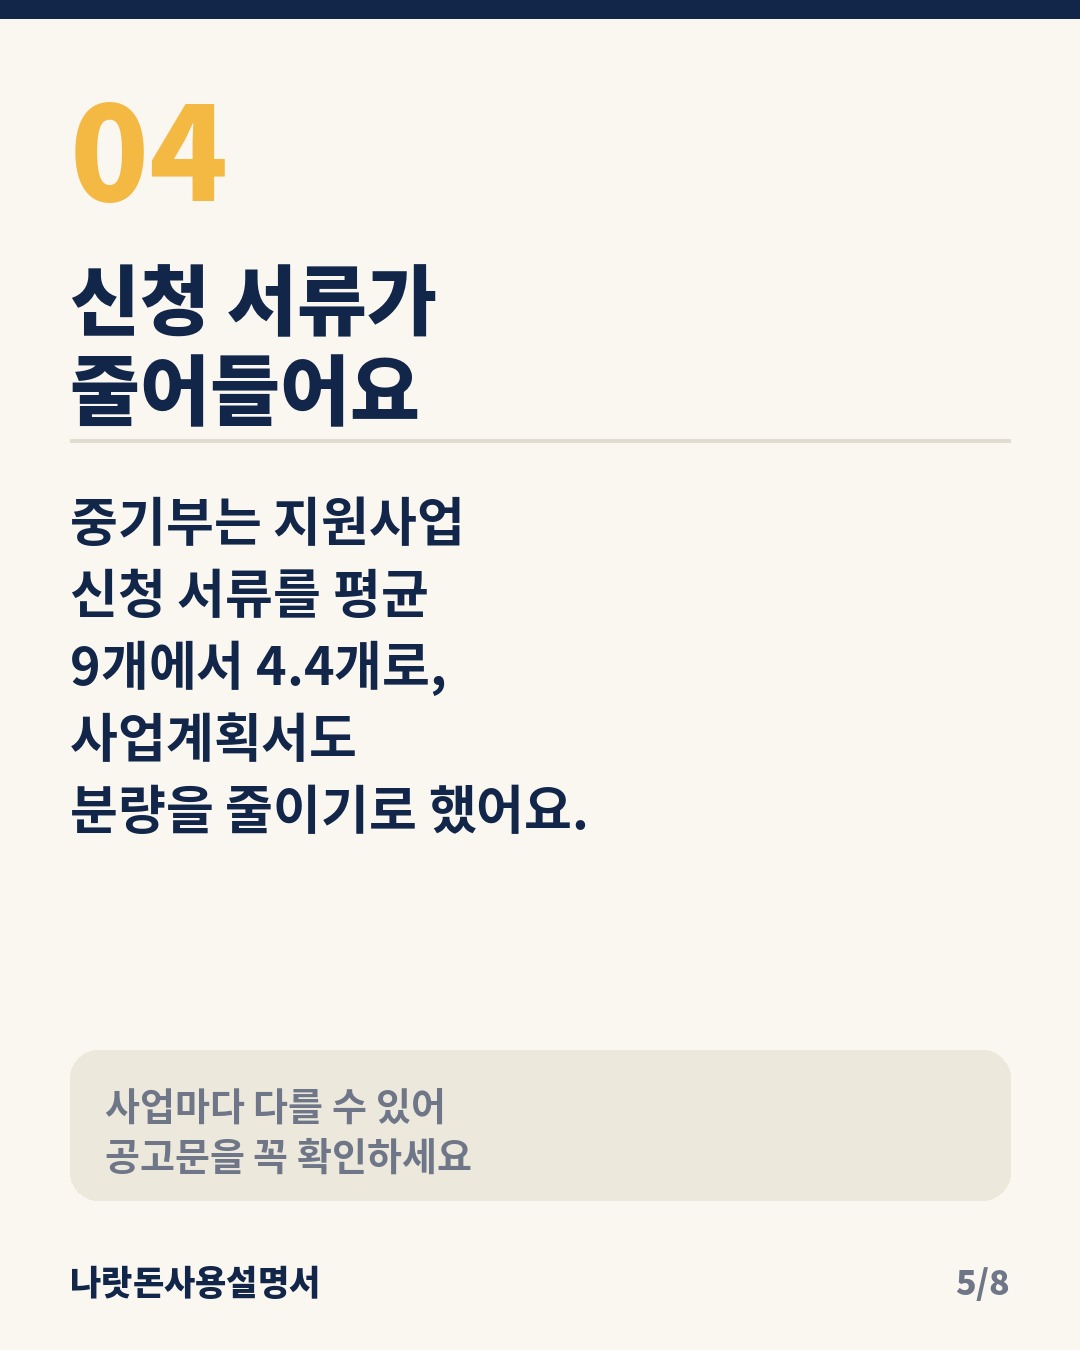 04
신청 서류가
줄어들어요
중기부는 지원사업
신청 서류를 평균
9개에서 4.4개로,
사업계획서도
분량을 줄이기로 했어요.
사업마다 다를 수 있어
공고문을 꼭 확인하세요
나랏돈사용설명서
5/8